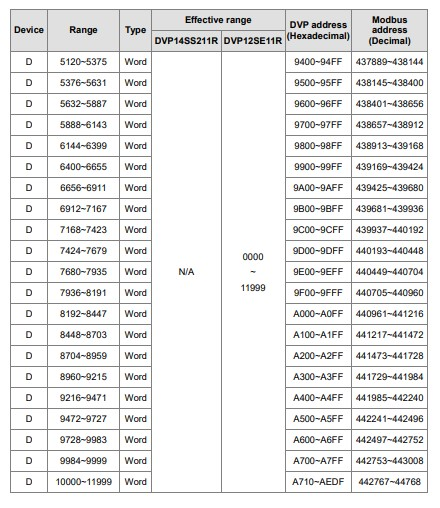 Device Range Type Effective range DVP address (Hexadecimal) Modbus address (Decimal)
DVP14SS211R DVP12SE11R
D 5120~5375 Word 9400~94FF 437889~438144
D 5376~5631 Word 9500~95FF 438145~438400
D 5632~5887 Word 9600~96FF 438401~438656
D 5888~6143 Word 9700~97FF 438657~438912
D 6144~6399 Word 9800~98FF 438913~439168
D 6400~6655 Word 9900~99FF 439169~439424
D 6656~6911 Word 9A00~9AFF 439425~439680
D 6912~7167 Word 9B00~9BFF 439681~439936
D 7168~7423 Word 9C00~9CFF 439937~440192
D 7424~7679 Word 9D00~9DFF 440193~440448
D 7680~7935 Word N/A 0000 ~ 11999 9E00~9EFF 440449~440704
D 7936~8191 Word 9F00~9FFF 440705~440960
D 8192~8447 Word A000~A0FF 440961~441216
D 8448~8703 Word A100~A1FF 441217~441472
D 8704~8959 Word A200~A2FF 441473~441728
D 8960~9215 Word A300~A3FF 441729~441984
D 9216~9471 Word A400~A4FF 441985~442240
D 9472~9727 Word A500~A5FF 442241~442496
D 9728~9983 Word A600~A6FF 442497~442752
D 9984~9999 Word A700~A7FF 442753~443008
D 10000~11999 Word A710~AEDF 442767~44768